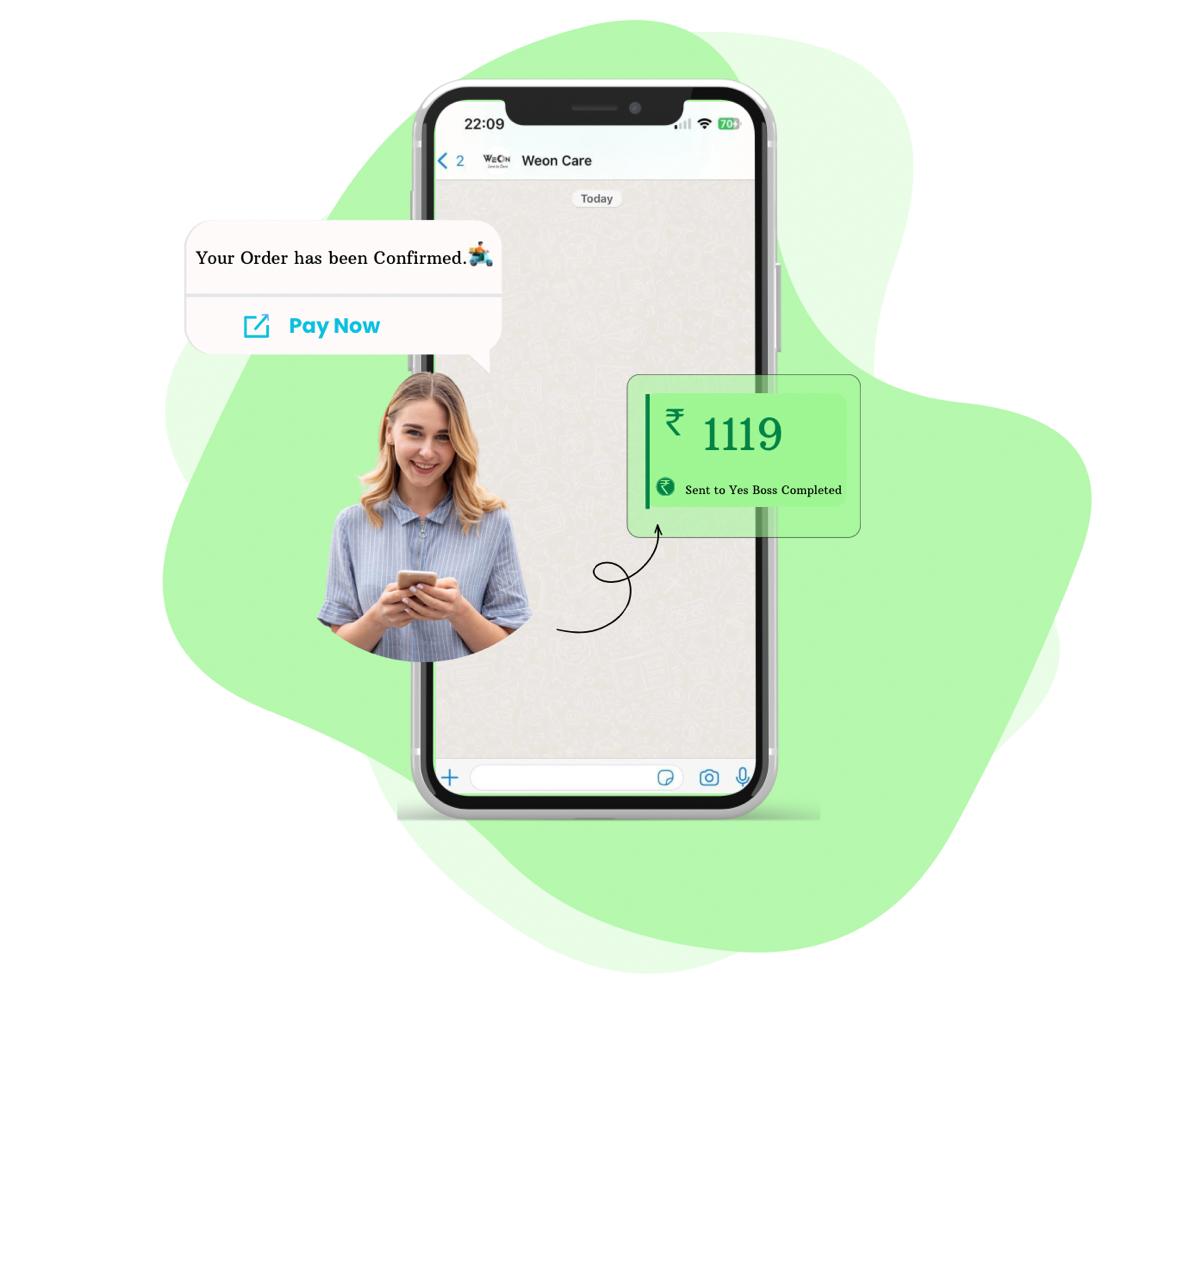 22:09
70
2
WeOn
Weon Care
Today
Your Order has been Confirmed.
Pay Now
₹ 1119
₹ Sent to Yes Boss Completed